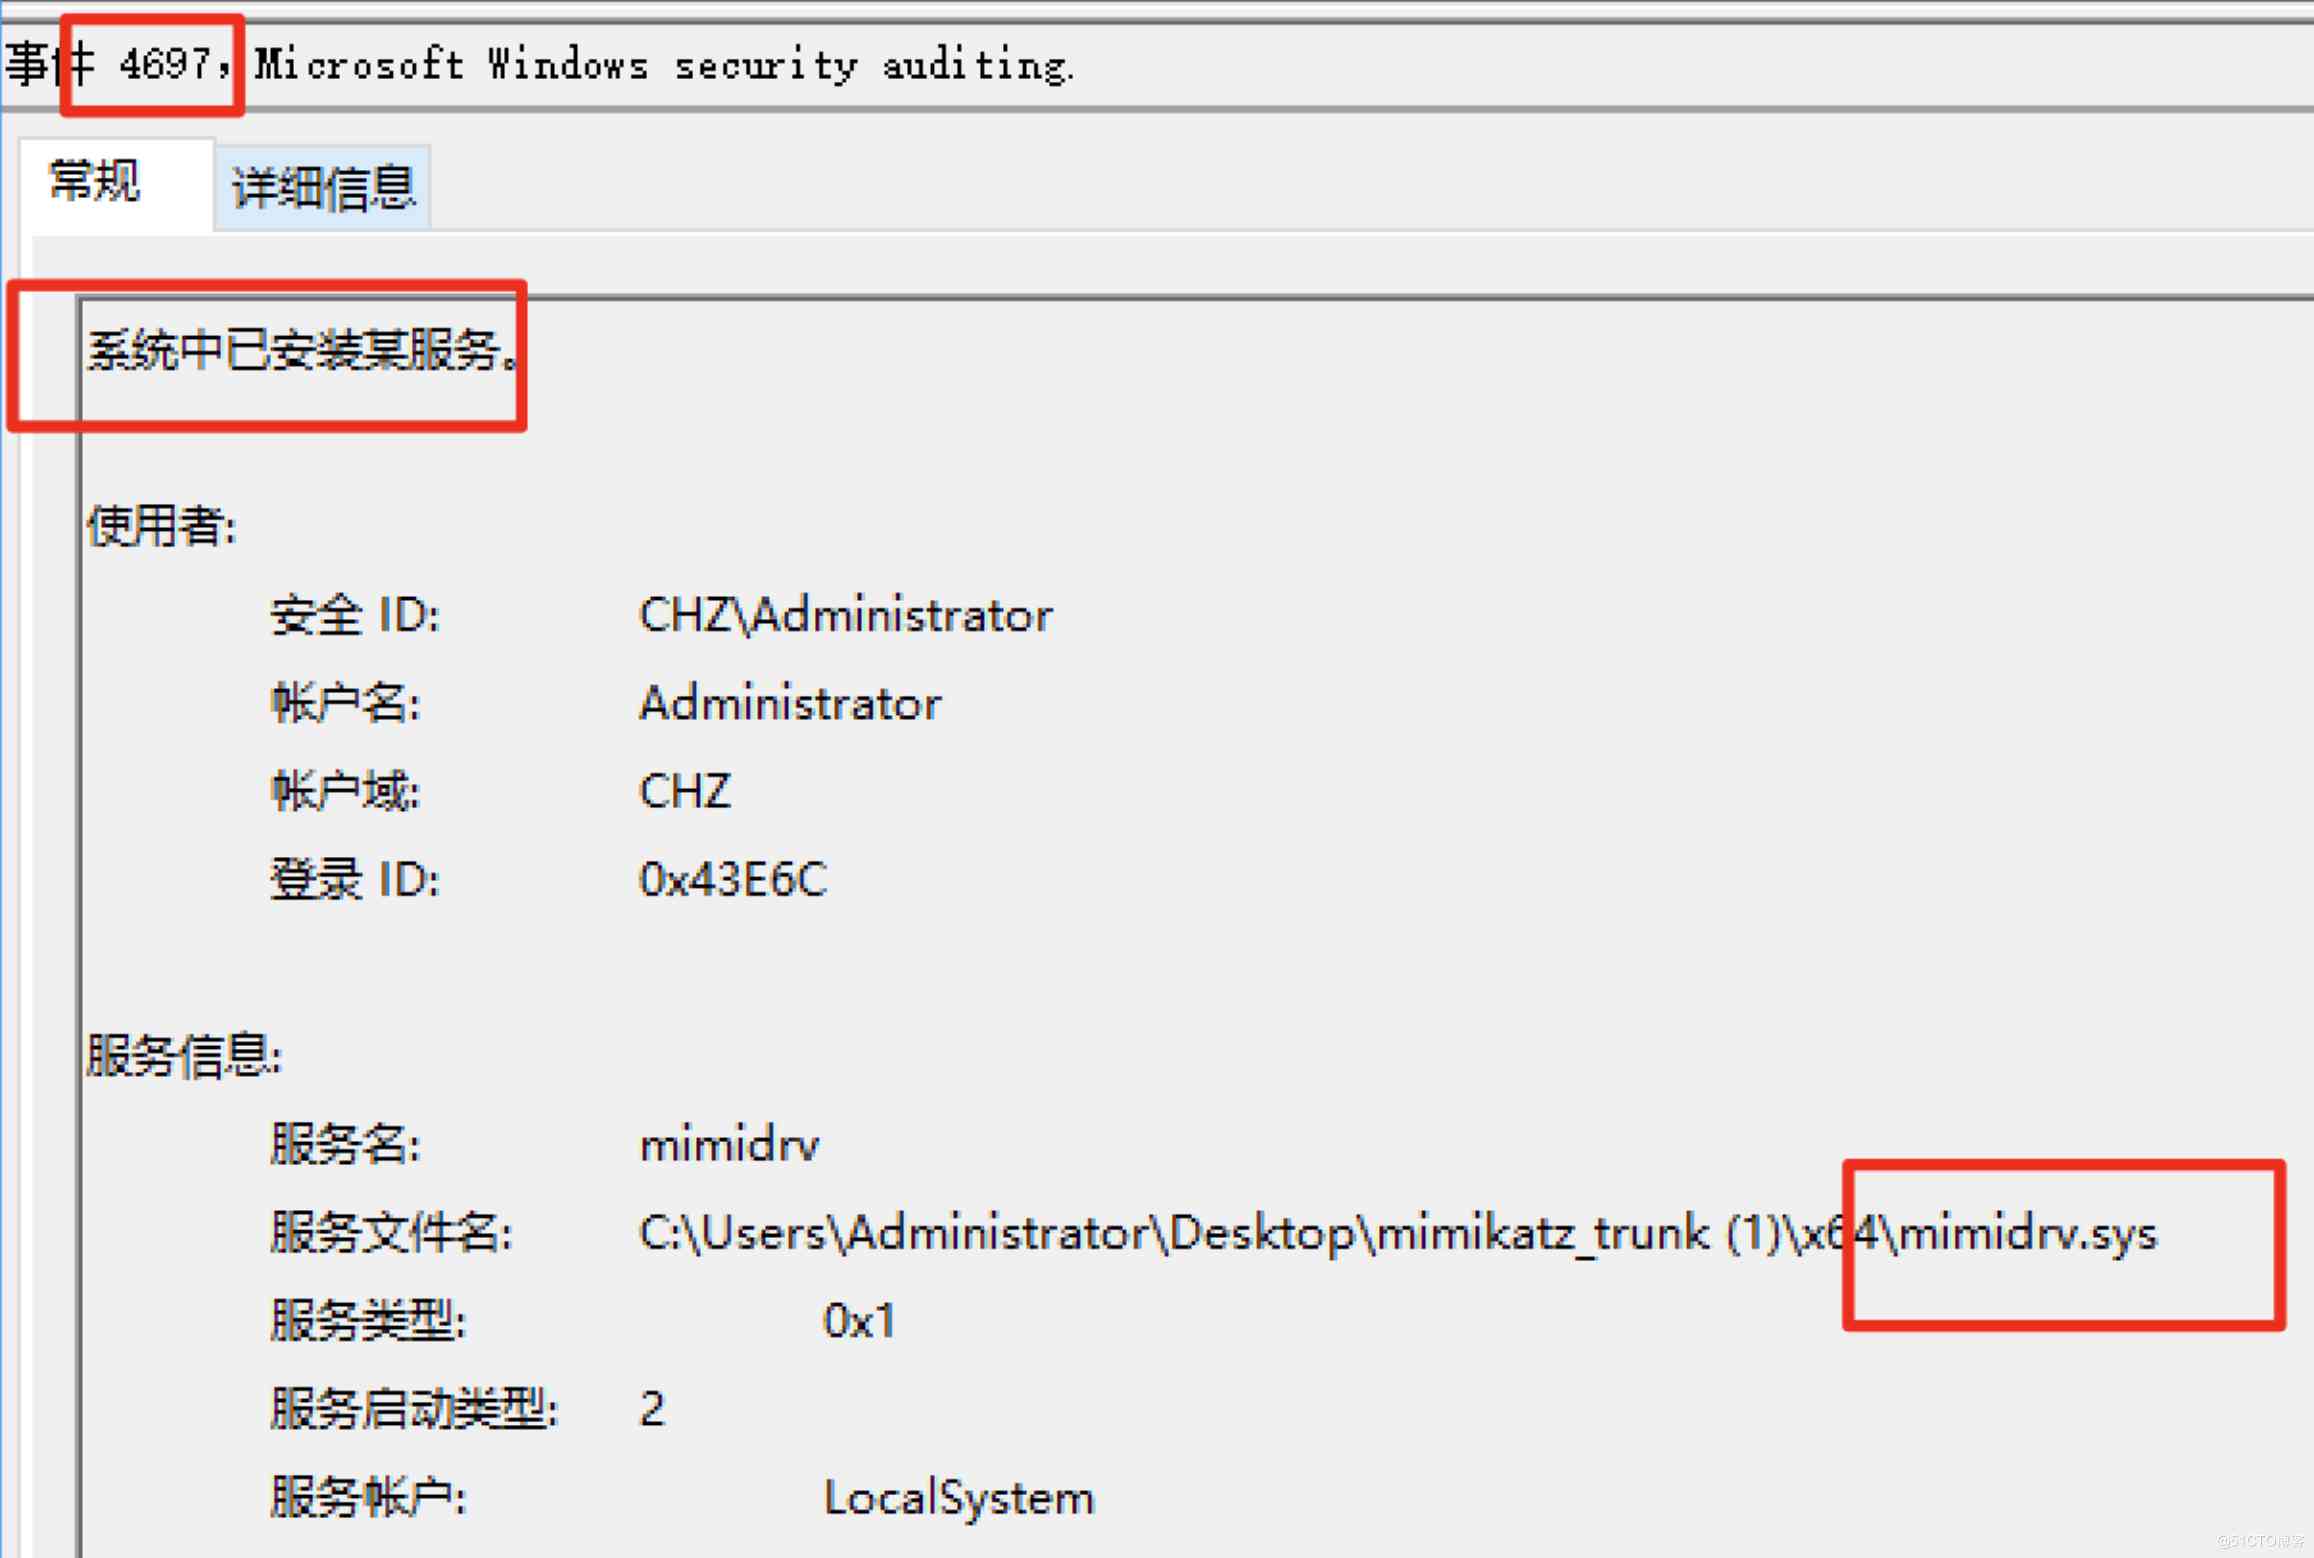 事件 4697，Microsoft Windows security auditing.
常规 详细信息
系统中已安装某服务。
使用者:
安全 ID: CHZ\Administrator
帐户名: Administrator
帐户域: CHZ
登录 ID: 0x43E6C
服务信息:
服务名: mimidrv
服务文件名: C:\Users\Administrator\Desktop\mimikatz_trunk (1)\x64\mimidrv.sys
服务类型: 0x1
服务启动类型: 2
服务帐户: LocalSystem
@51CTO博客